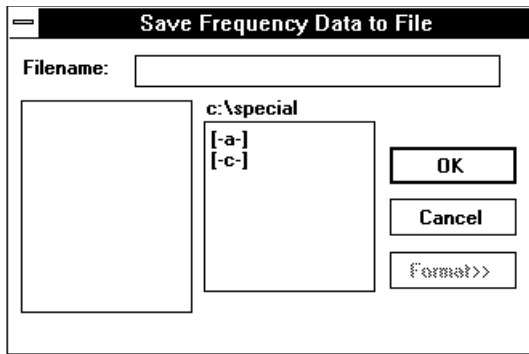 Save Frequency Data to File
Filename:
c:\special
[-a-]
[-c-]
OK
Cancel
Format>>